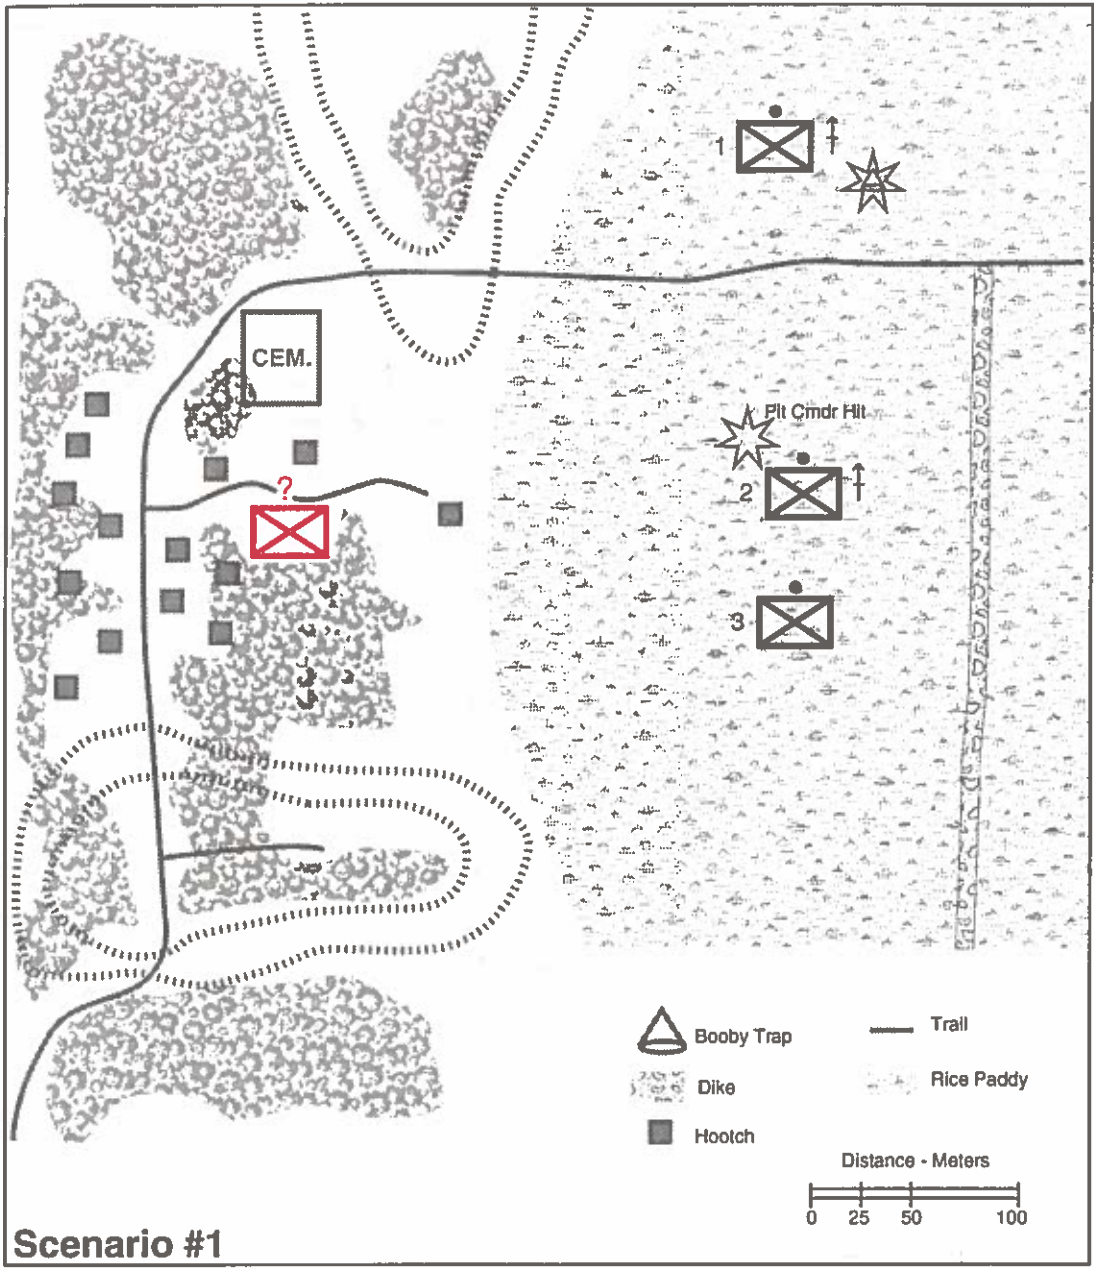 1
CEM.
Plt Cmdr Hit
?
2
3
Booby Trap
Trail
Dike
Rice Paddy
Hootch
Distance - Meters
0 25 50 100
Scenario #1